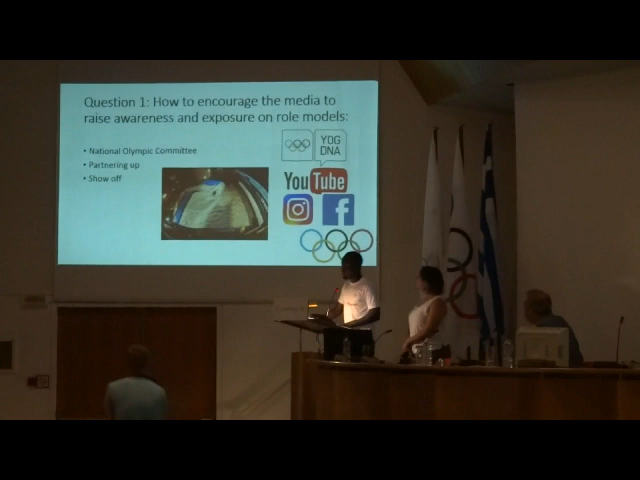 Question 1: How to encourage the media to
raise awareness and exposure on role models:
• National Olympic Committee
• Partnering up
• Show off
YOG
DNA
YouTube
f